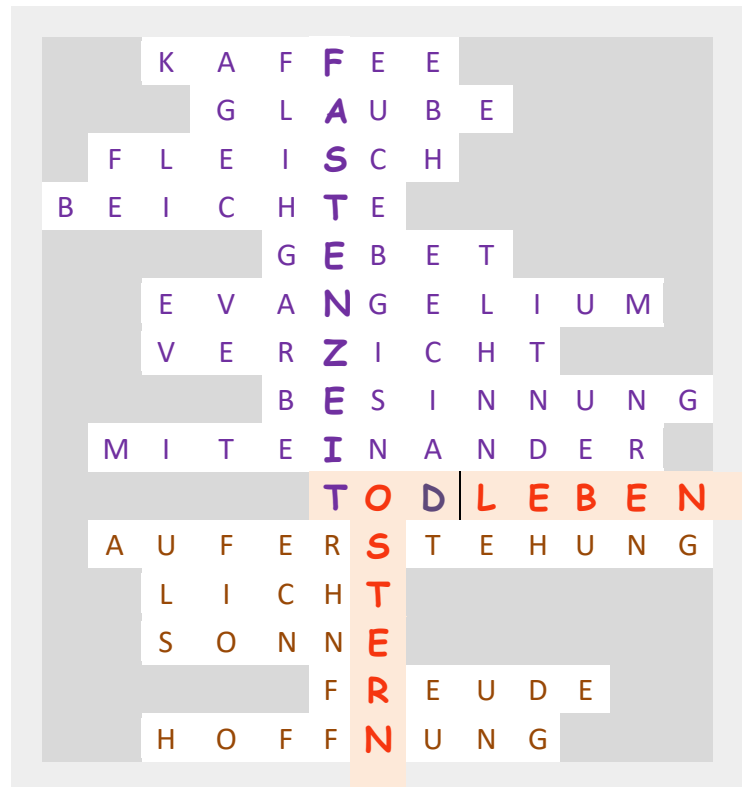 KAFFEE
GLAUBE
FLEISCH
BEICHTE
GEBET
EVANGELIUM
VERZICHT
BESINNUNG
MITEINANDER
TOD|LEBEN
AUFERSTEHUNG
LICHT
SONNE
FREUDE
HOFFNUNG